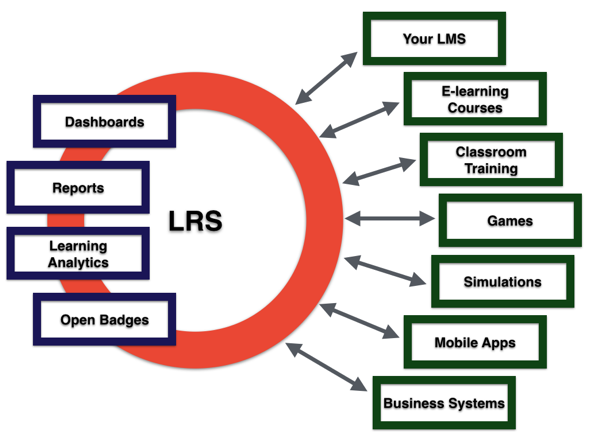 Your LMS
E-learning
Courses
Dashboards
Classroom
Training
Reports
LRS
Games
Learning
Analytics
Simulations
Open Badges
Mobile Apps
Business Systems